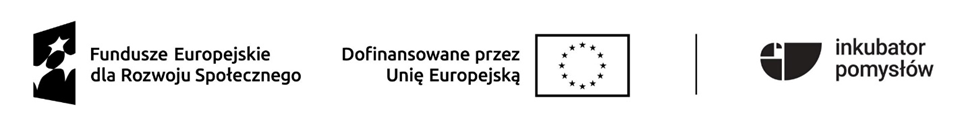 Fundusze Europejskie
dla Rozwoju Społecznego
Dofinansowane przez
Unię Europejską
inkubator
pomysłów